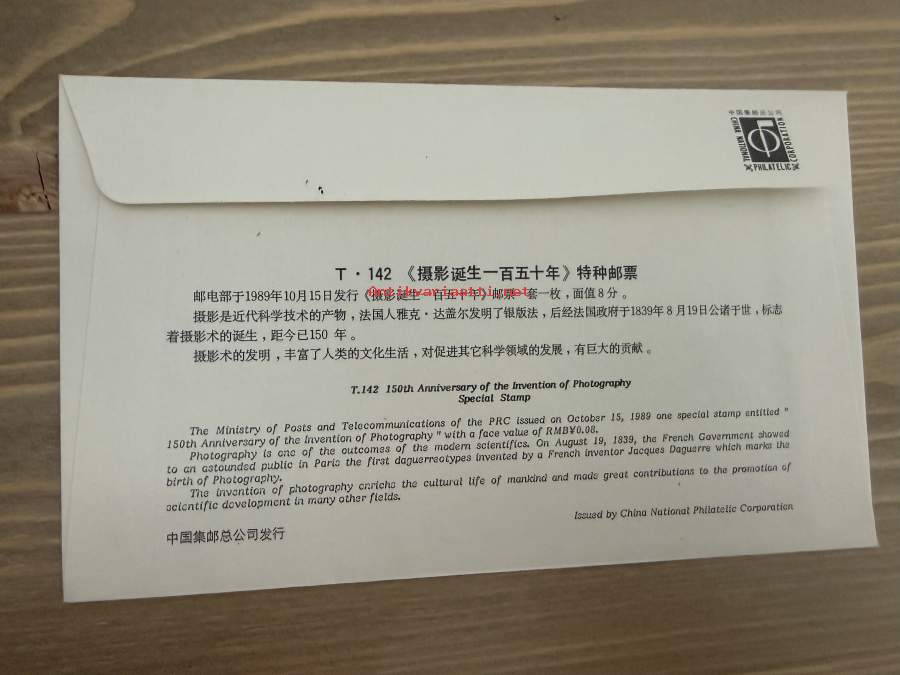 中国集邮总公司
CHINA NATIONAL
PHILATELIC
CORPORATION
T·142 《摄影诞生一百五十年》特种邮票
邮电部于1989年10月15日发行《摄影诞生一百五十年》邮票一套一枚，面值8分。
Antikvariaatti.net
摄影是近代科学技术的产物，法国人雅克·达盖尔发明了银版法，后经法国政府于1839年8月19日公诸于世，标志
着摄影术的诞生，距今已150 年。
摄影术的发明，丰富了人类的文化生活，对促进其它科学领域的发展，有巨大的贡献。
T.142 150th Anniversary of the Invention of Photography
Special Stamp
The Ministry of Posts and Telecommunications of the PRC issued on October 15, 1989 one special stamp entitled "
150th Anniversary of the Invention of Photography" with a face value of RMB¥0.08.
Photography is one of the outcomes of the modern scientifics. On August 19, 1839, the French Government showed
to an astounded public in Paris the first daguerreotypes invented by a French inventor Jacques Daguerre which marks the
birth of Photography.
The invention of photography enrichs the cultural life of mankind and made great contributions to the promotion of
scientific development in many other fields.
Issued by China National Philatelic Corporation
中国集邮总公司发行